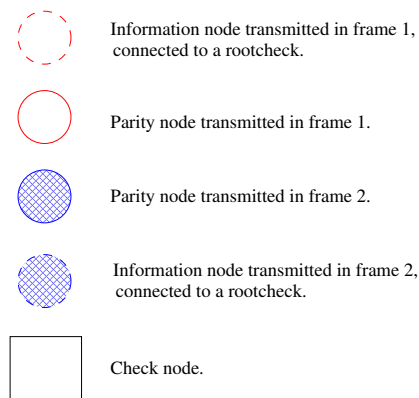 Information node transmitted in frame 1,
connected to a rootcheck.
Parity node transmitted in frame 1.
Parity node transmitted in frame 2.
Information node transmitted in frame 2,
connected to a rootcheck.
Check node.